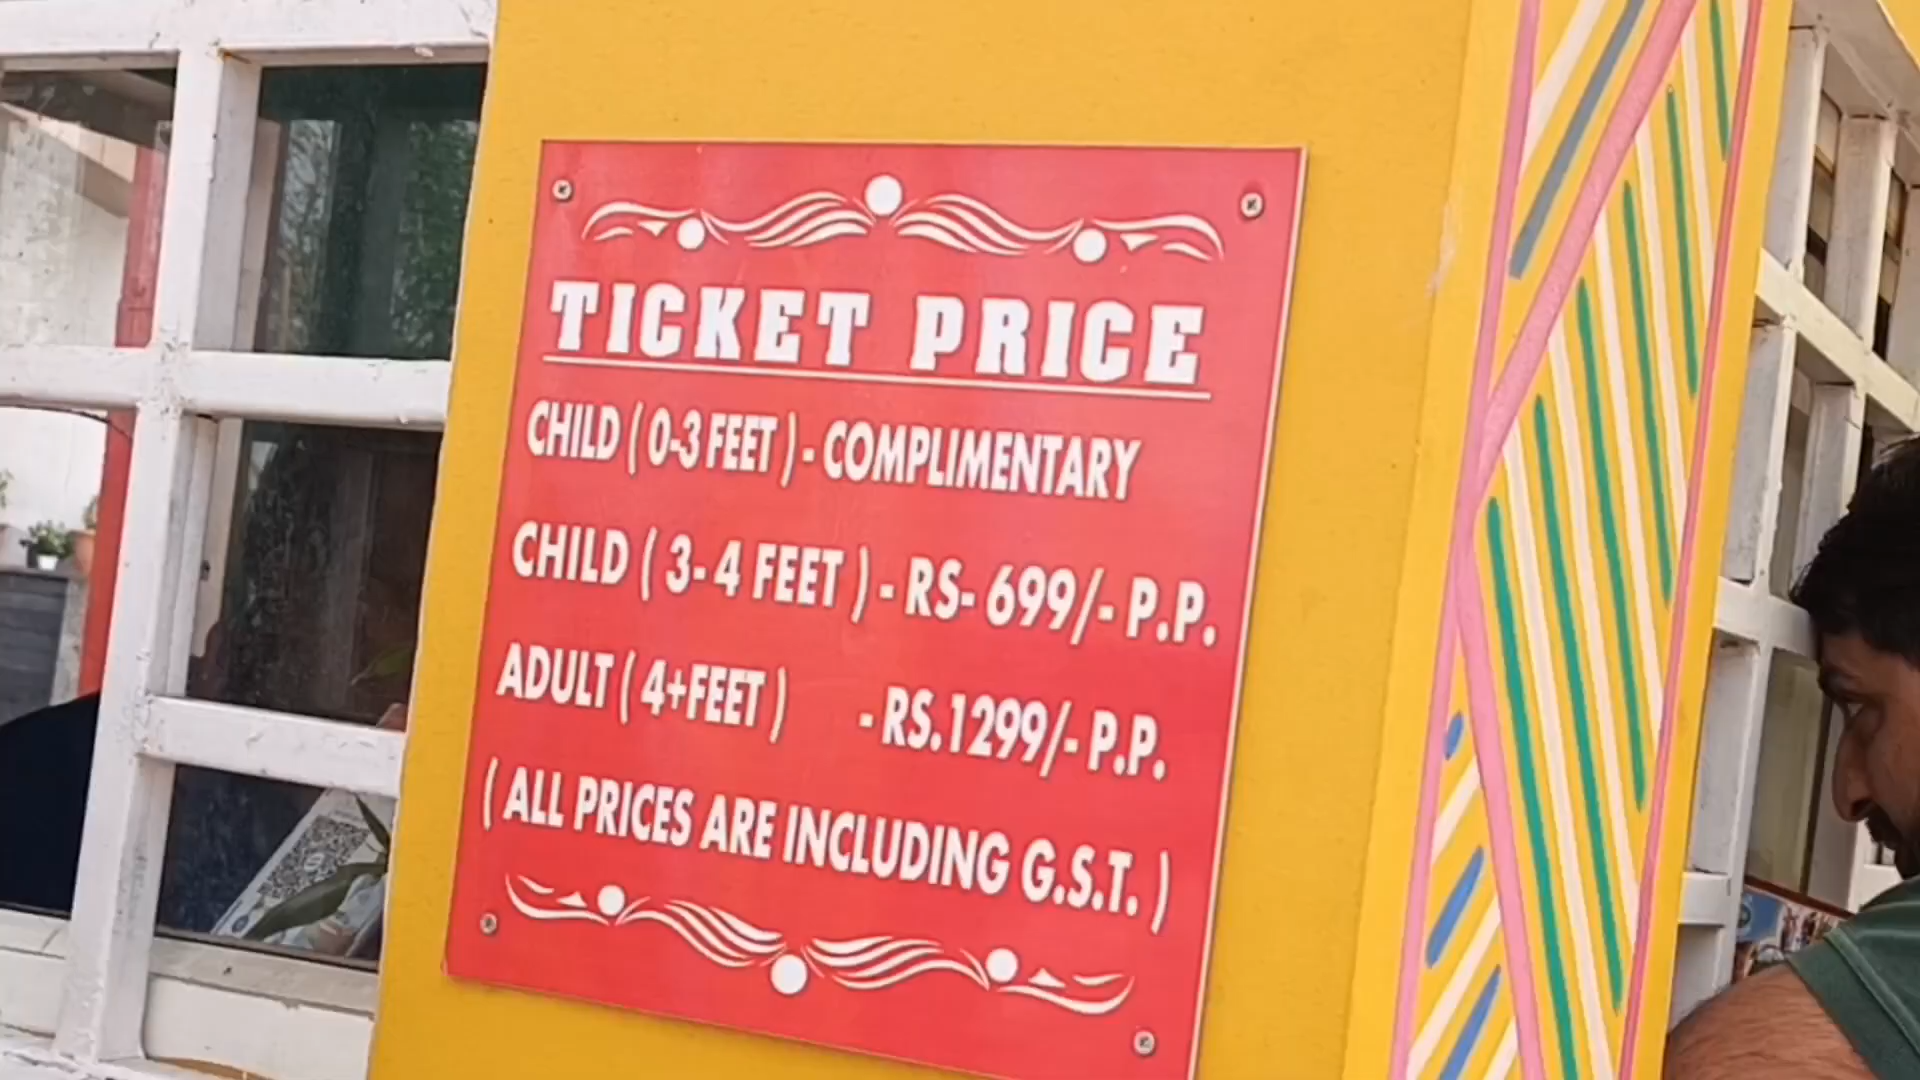 TICKET PRICE
CHILD ( 0-3 FEET ) - COMPLIMENTARY
CHILD ( 3- 4 FEET ) - RS- 699/- P.P.
ADULT ( 4+FEET ) - RS.1299/- P.P.
( ALL PRICES ARE INCLUDING G.S.T. )